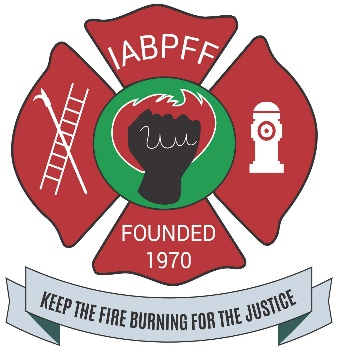 IABPFF
FOUNDED
1970
KEEP THE FIRE BURNING FOR THE JUSTICE